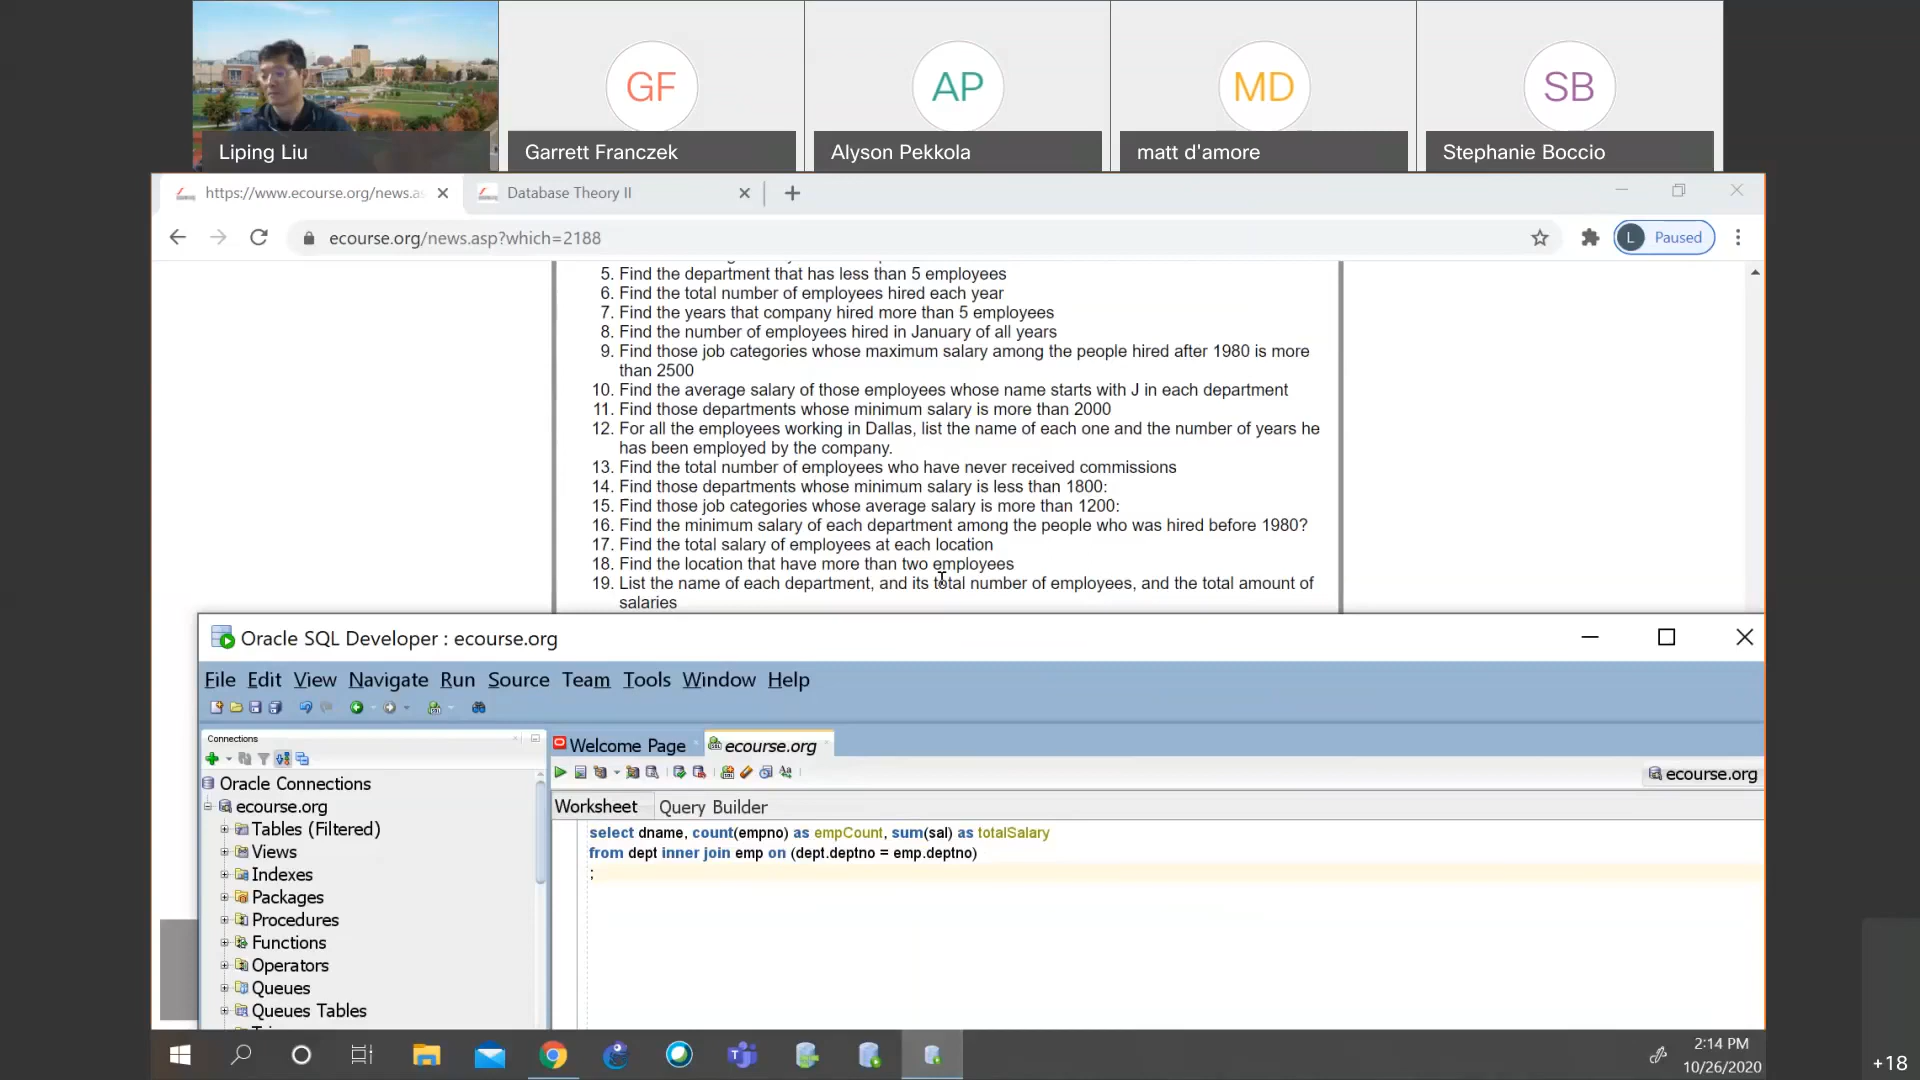 GF
AP
MD
SB
Liping Liu
Garrett Franczek
Alyson Pekkola
matt d'amore
Stephanie Boccio
https://www.ecourse.org/news.as
Database Theory II
ecourse.org/news.asp?which=2188
L Paused
5. Find the department that has less than 5 employees
6. Find the total number of employees hired each year
7. Find the years that company hired more than 5 employees
8. Find the number of employees hired in January of all years
9. Find those job categories whose maximum salary among the people hired after 1980 is more
than 2500
10. Find the average salary of those employees whose name starts with J in each department
11. Find those departments whose minimum salary is more than 2000
12. For all the employees working in Dallas, list the name of each one and the number of years he
has been employed by the company.
13. Find the total number of employees who have never received commissions
14. Find those departments whose minimum salary is less than 1800:
15. Find those job categories whose average salary is more than 1200:
16. Find the minimum salary of each department among the people who was hired before 1980?
17. Find the total salary of employees at each location
18. Find the location that have more than two employees
19. List the name of each department, and its total number of employees, and the total amount of
salaries
Oracle SQL Developer : ecourse.org
File Edit View Navigate Run Source Team Tools Window Help
Connections
Welcome Page
ecourse.org
ecourse.org
Oracle Connections
ecourse.org
Tables (Filtered)
Views
Indexes
Packages
Procedures
Functions
Operators
Queues
Queues Tables
Worksheet
Query Builder
select dname, count(empno) as empCount, sum(sal) as totalSalary
from dept inner join emp on (dept.deptno = emp.deptno)
;
2:14 PM
10/26/2020
+18